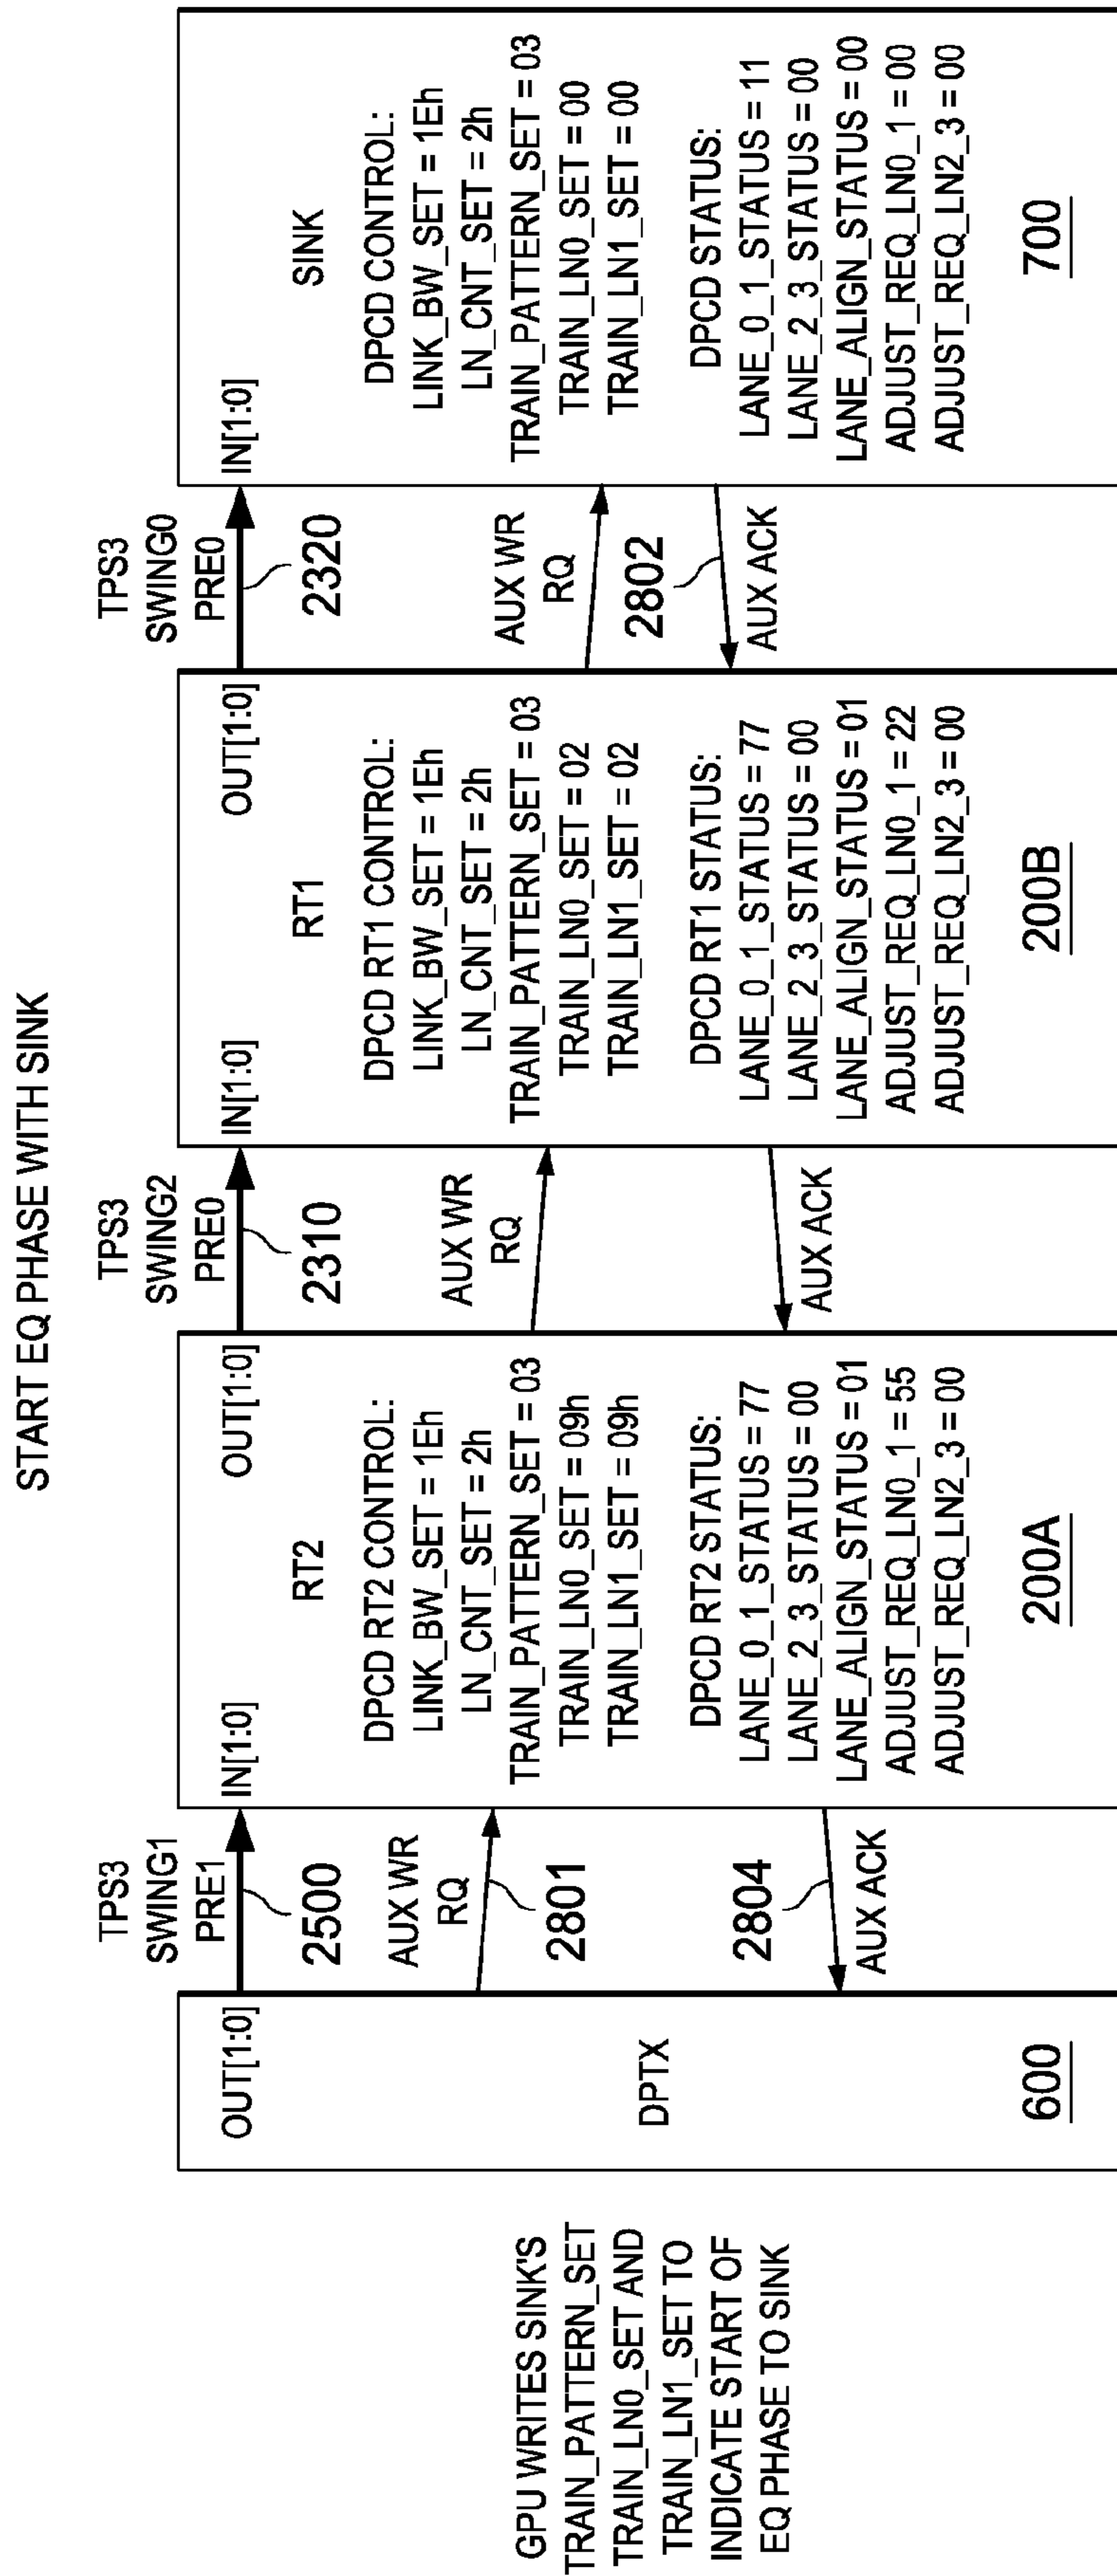 START EQ PHASE WITH SINK
GPU WRITES SINK'S
TRAIN_PATTERN_SET
TRAIN_LN0_SET AND
TRAIN_LN1_SET TO
INDICATE START OF
EQ PHASE TO SINK
OUT[1:0]
DPTX
600
TPS3
SWING1
PRE1
2500
AUX WR
RQ
2801
2804
AUX ACK
IN[1:0]
OUT[1:0]
RT2
DPCD RT2 CONTROL:
LINK_BW_SET = 1Eh
LN_CNT_SET = 2h
TRAIN_PATTERN_SET = 03
TRAIN_LN0_SET = 09h
TRAIN_LN1_SET = 09h
DPCD RT2 STATUS:
LANE_0_1_STATUS = 77
LANE_2_3_STATUS = 00
LANE_ALIGN_STATUS = 01
ADJUST_REQ_LN0_1 = 55
ADJUST_REQ_LN2_3 = 00
200A
TPS3
SWING2
PRE0
2310
AUX WR
RQ
AUX ACK
IN[1:0]
OUT[1:0]
RT1
DPCD RT1 CONTROL:
LINK_BW_SET = 1Eh
LN_CNT_SET = 2h
TRAIN_PATTERN_SET = 03
TRAIN_LN0_SET = 02
TRAIN_LN1_SET = 02
DPCD RT1 STATUS:
LANE_0_1_STATUS = 77
LANE_2_3_STATUS = 00
LANE_ALIGN_STATUS = 01
ADJUST_REQ_LN0_1 = 22
ADJUST_REQ_LN2_3 = 00
200B
TPS3
SWING0
PRE0
2320
AUX WR
RQ
2802
AUX ACK
IN[1:0]
SINK
DPCD CONTROL:
LINK_BW_SET = 1Eh
LN_CNT_SET = 2h
TRAIN_PATTERN_SET = 03
TRAIN_LN0_SET = 00
TRAIN_LN1_SET = 00
DPCD STATUS:
LANE_0_1_STATUS = 11
LANE_2_3_STATUS = 00
LANE_ALIGN_STATUS = 00
ADJUST_REQ_LN0_1 = 00
ADJUST_REQ_LN2_3 = 00
700